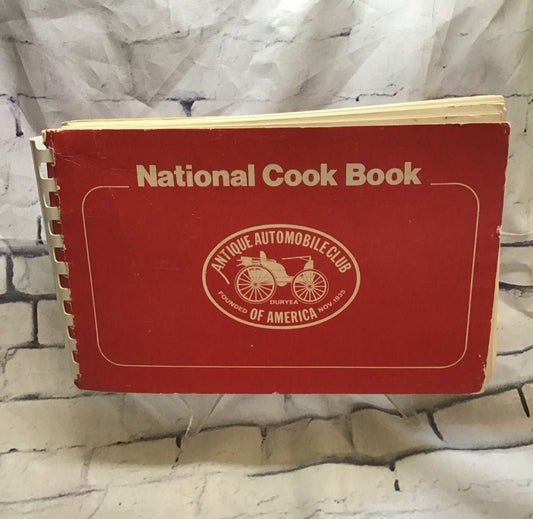 National Cook Book
ANTIQUE AUTOMOBILE CLUB
FOUNDED DURYEA NOV. 1935
OF AMERICA